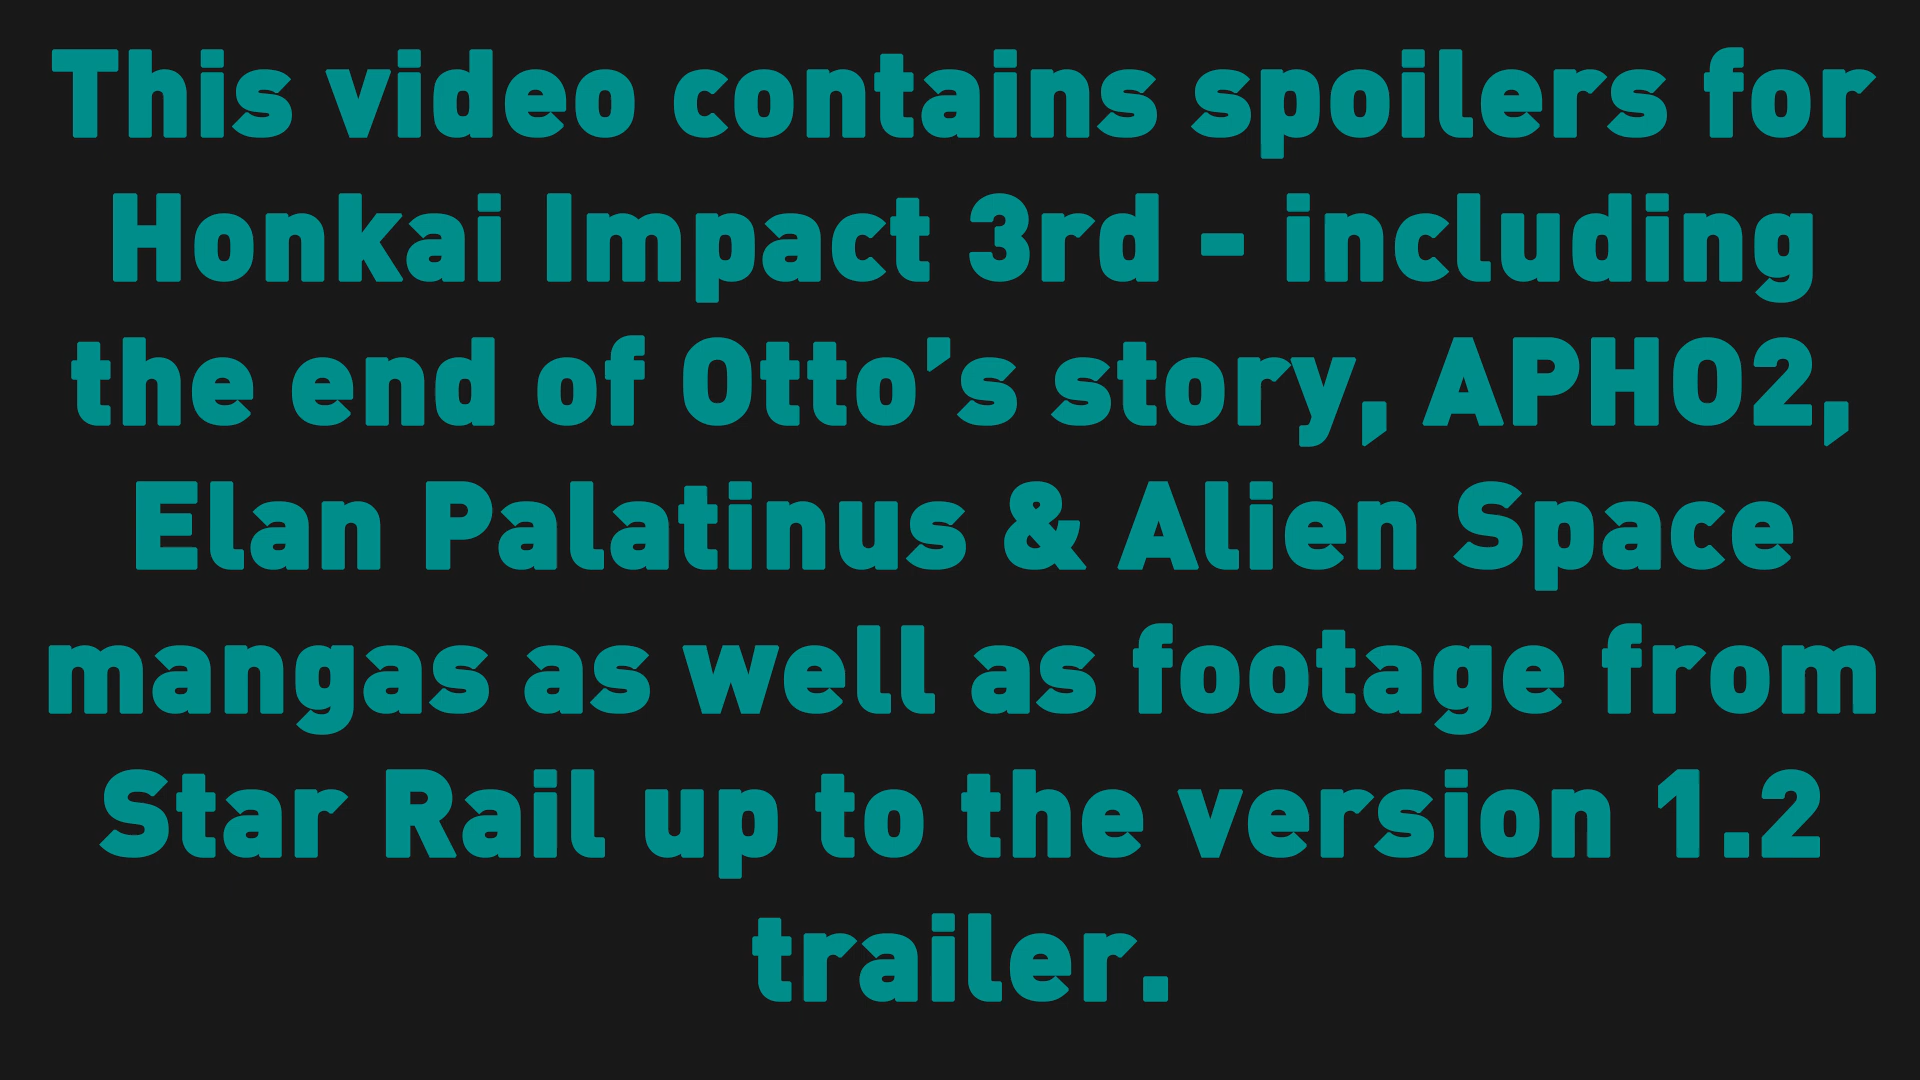 This video contains spoilers for
Honkai Impact 3rd - including
the end of Otto’s story, APHO2,
Elan Palatinus & Alien Space
mangas as well as footage from
Star Rail up to the version 1.2
trailer.